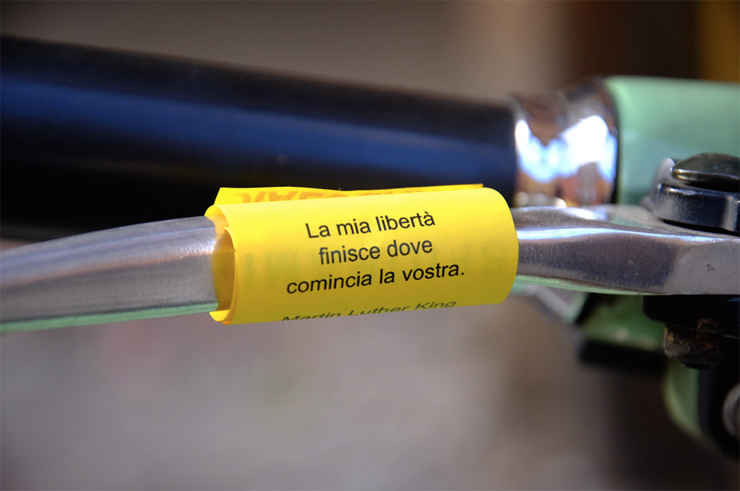 La mia libertà
finisce dove
comincia la vostra.
Martin Luther King